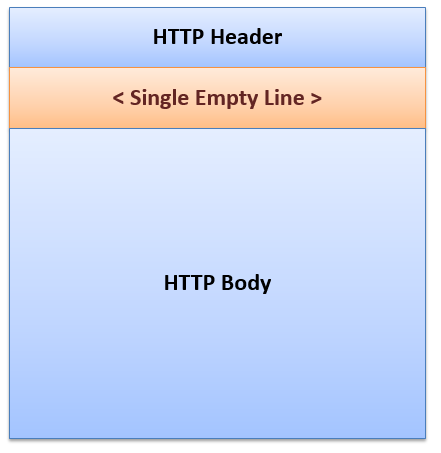 HTTP Header
< Single Empty Line >
HTTP Body